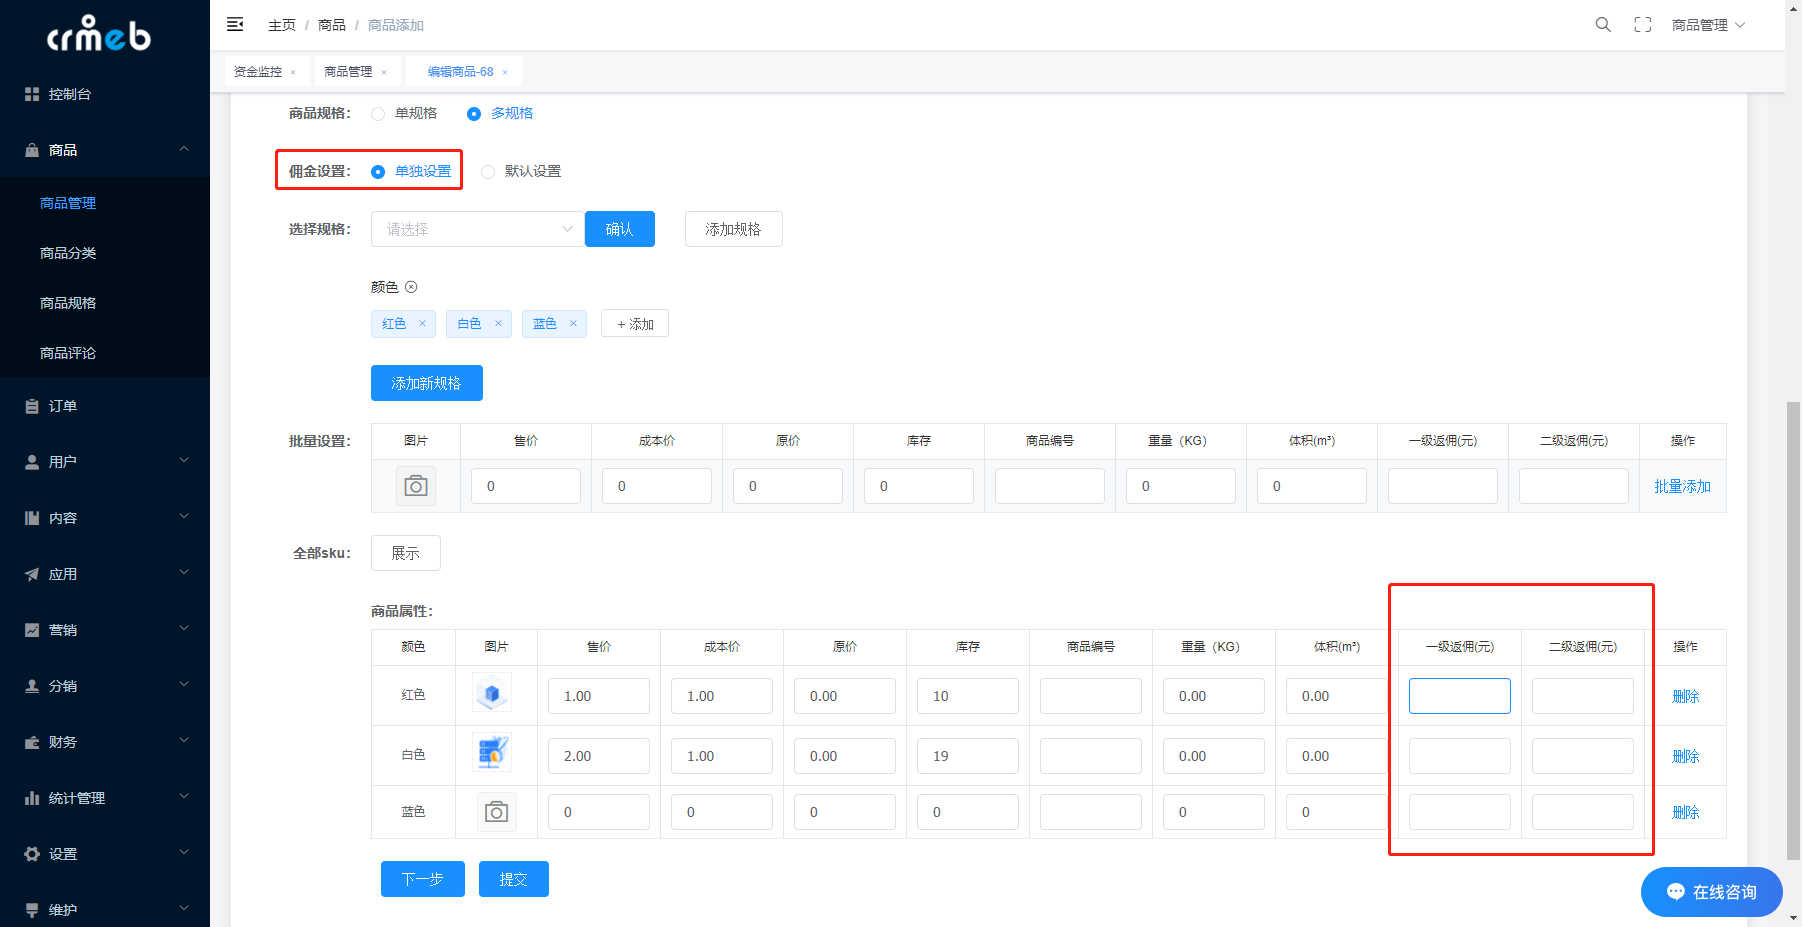 crmeb
主页 / 商品 / 商品添加
商品管理
资金监控 ×
商品管理 ×
编辑商品-68 ×
控制台
商品
商品管理
商品分类
商品规格
商品评论
订单
用户
内容
应用
营销
分销
财务
统计管理
设置
维护
商品规格： 单规格 多规格
佣金设置： 单独设置 默认设置
选择规格： 请选择 确认 添加规格
颜色
红色 × 白色 × 蓝色 × + 添加
添加新规格
批量设置： 图片 售价 成本价 原价 库存 商品编号 重量（KG） 体积(m³) 一级返佣(元) 二级返佣(元) 操作
0 0 0 0 0 0 批量添加
全部sku： 展示
商品属性：
颜色 图片 售价 成本价 原价 库存 商品编号 重量（KG） 体积(m³) 一级返佣(元) 二级返佣(元) 操作
红色 1.00 1.00 0.00 10 0.00 0.00 删除
白色 2.00 1.00 0.00 19 0.00 0.00 删除
蓝色 0 0 0 0 0 0 删除
下一步 提交
在线咨询